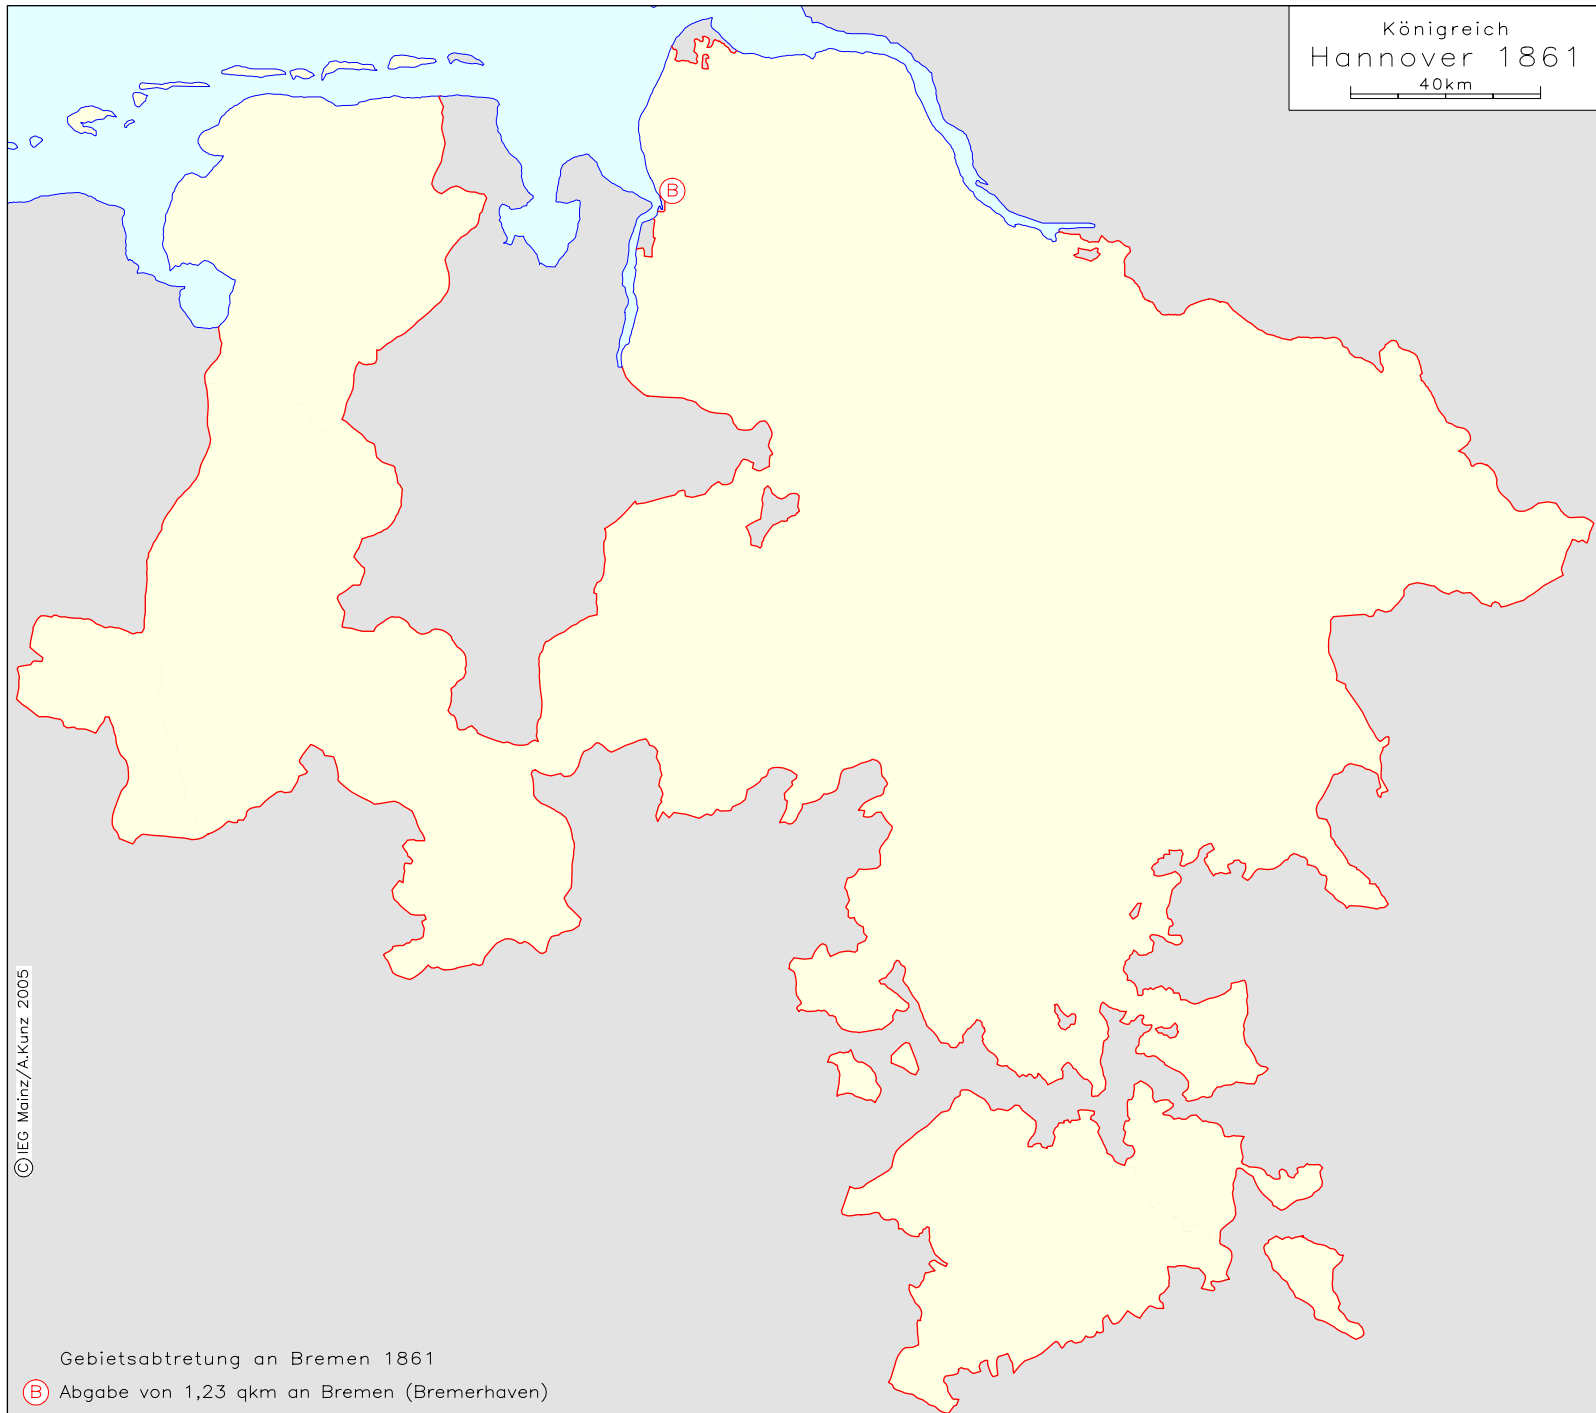 Königreich
Hannover 1861
40km
B
© IEG Mainz/A.Kunz 2005
Gebietsabtretung an Bremen 1861
B Abgabe von 1,23 qkm an Bremen (Bremerhaven)